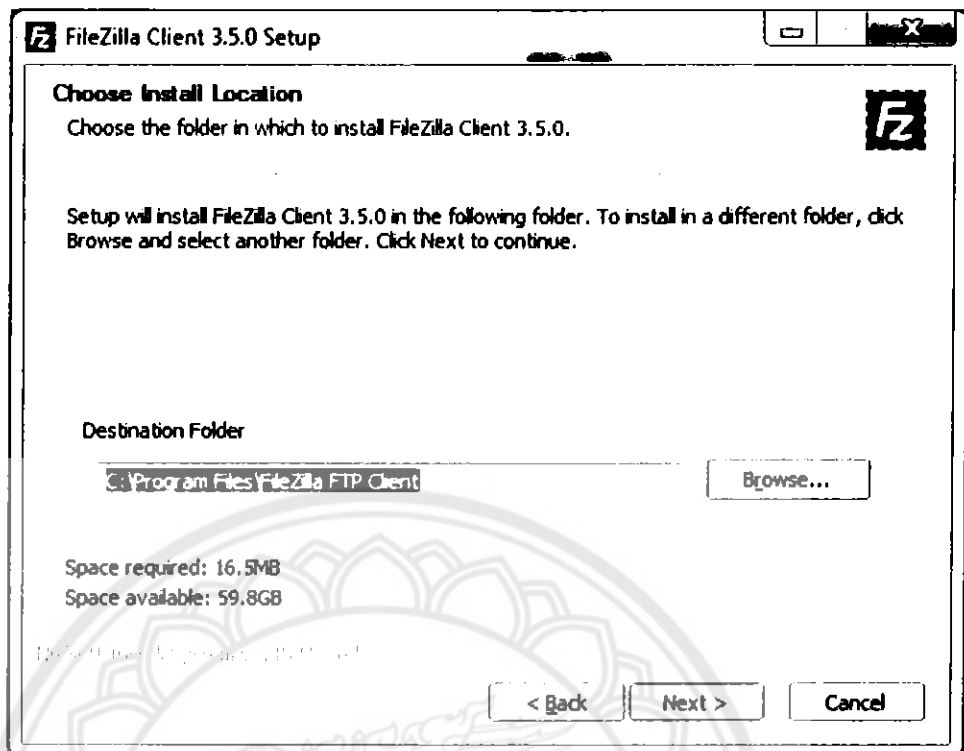 FileZilla Client 3.5.0 Setup
Choose Install Location
Choose the folder in which to install FileZilla Client 3.5.0.
Setup will install FileZilla Client 3.5.0 in the following folder. To install in a different folder, click
Browse and select another folder. Click Next to continue.
Destination Folder
C:\Program Files\FileZilla FTP Client
Browse...
Space required: 16.5MB
Space available: 59.8GB
< Back
Next >
Cancel